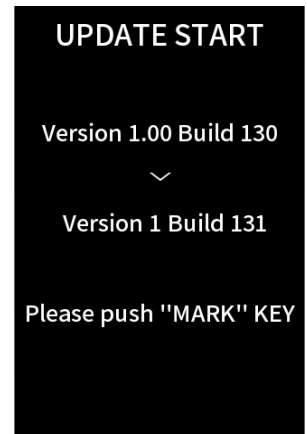 UPDATE START
Version 1.00 Build 130
Version 1 Build 131
Please push ''MARK'' KEY